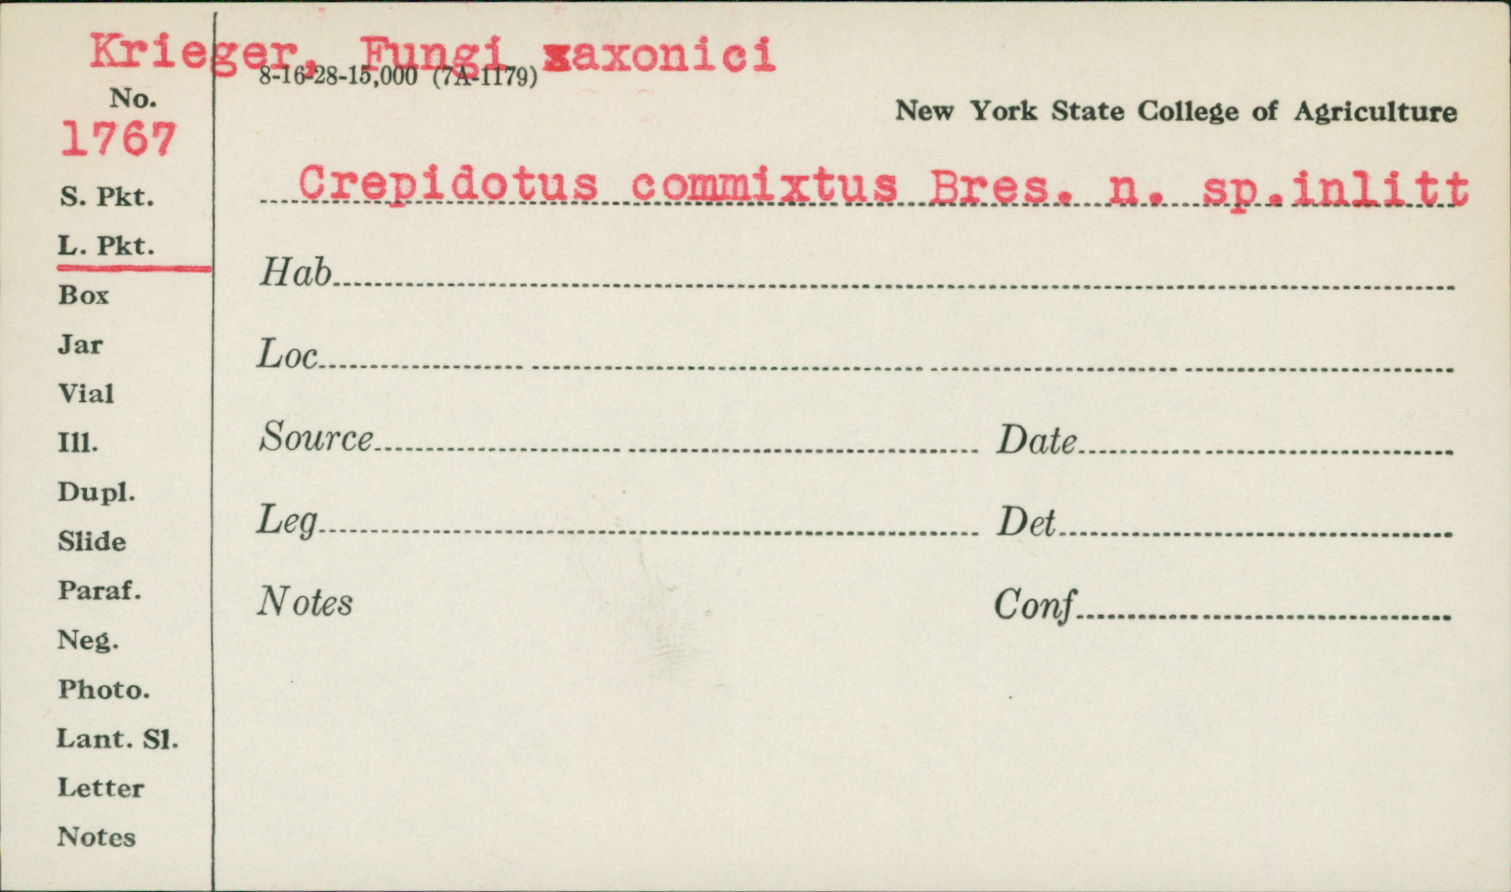 Krieger, Fungi saxonici
8-16-28-15,000 (7A-1179)
No.
New York State College of Agriculture
1767
Crepidotus commixtus Bres. n. sp.inlitt
S. Pkt.
L. Pkt.
Hab
Box
Jar
Loc
Vial
Ill.
Source Date
Dupl.
Leg Det
Slide
Paraf.
Notes Conf
Neg.
Photo.
Lant. Sl.
Letter
Notes